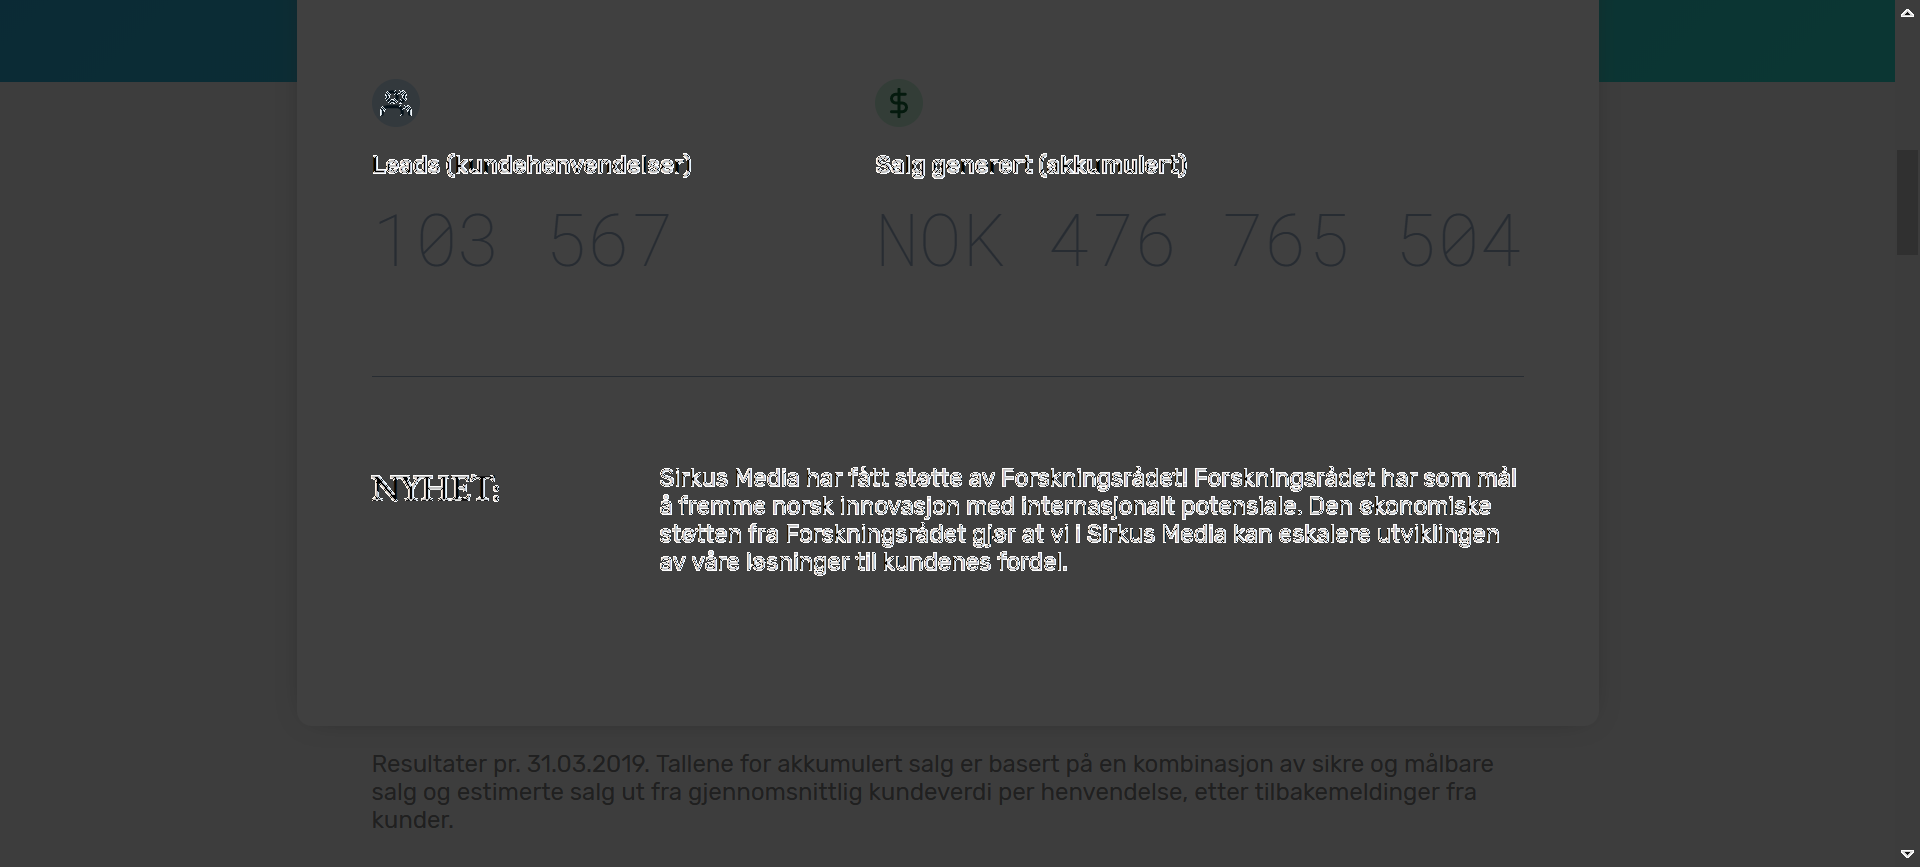 Leads (kundehenvendelser)
Salg generert (akkumulert)
103 567
NOK 476 765 504
NYHET:
Sirkus Media har fått støtte av Forskningsrådet! Forskningsrådet har som mål
å fremme norsk innovasjon med internasjonalt potensiale. Den økonomiske
støtten fra Forskningsrådet gjør at vi i Sirkus Media kan eskalere utviklingen
av våre løsninger til kundenes fordel.
Resultater pr. 31.03.2019. Tallene for akkumulert salg er basert på en kombinasjon av sikre og målbare
salg og estimerte salg ut fra gjennomsnittlig kundeverdi per henvendelse, etter tilbakemeldinger fra
kunder.